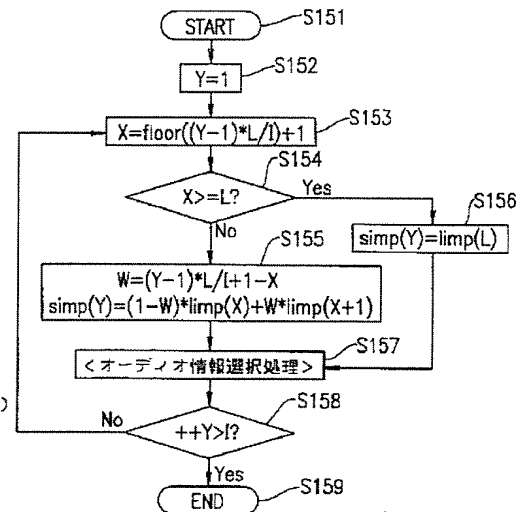 START
S151
Y=1
S152
X=floor((Y-1)*L/I)+1
S153
S154
X>=L?
Yes
No
S156
simp(Y)=limp(L)
S155
W=(Y-1)*L/I+1-X
simp(Y)=(1-W)*limp(X)+W*limp(X+1)
S157
<オーディオ情報選択処理>
S158
No
++Y>I?
Yes
END
S159